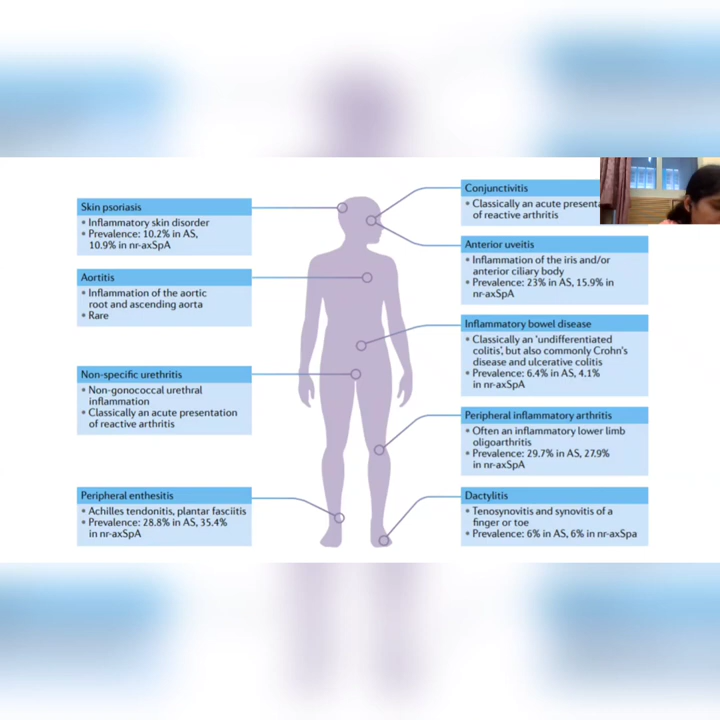 Skin psoriasis
• Inflammatory skin disorder
• Prevalence: 10.2% in AS,
10.9% in nr-axSpA
Aortitis
• Inflammation of the aortic
root and ascending aorta
• Rare
Non-specific urethritis
• Non-gonococcal urethral
inflammation
• Classically an acute presentation
of reactive arthritis
Peripheral enthesitis
• Achilles tendonitis, plantar fasciitis
• Prevalence: 28.8% in AS, 35.4%
in nr-axSpA
Conjunctivitis
• Classically an acute
of reactive arthritis
Anterior uveitis
• Inflammation of the iris and/or
anterior ciliary body
• Prevalence: 23% in AS, 15.9% in
nr-axSpA
Inflammatory bowel disease
• Classically an 'undifferentiated
colitis', but also commonly Crohn's
disease and ulcerative colitis
• Prevalence: 6.4% in AS, 4.1%
in nr-axSpA
Peripheral inflammatory arthritis
• Often an inflammatory lower limb
oligoarthritis
• Prevalence: 29.7% in AS, 27.9%
in nr-axSpA
Dactylitis
• Tenosynovitis and synovitis of a
finger or toe
• Prevalence: 6% in AS, 6% in nr-axSpa